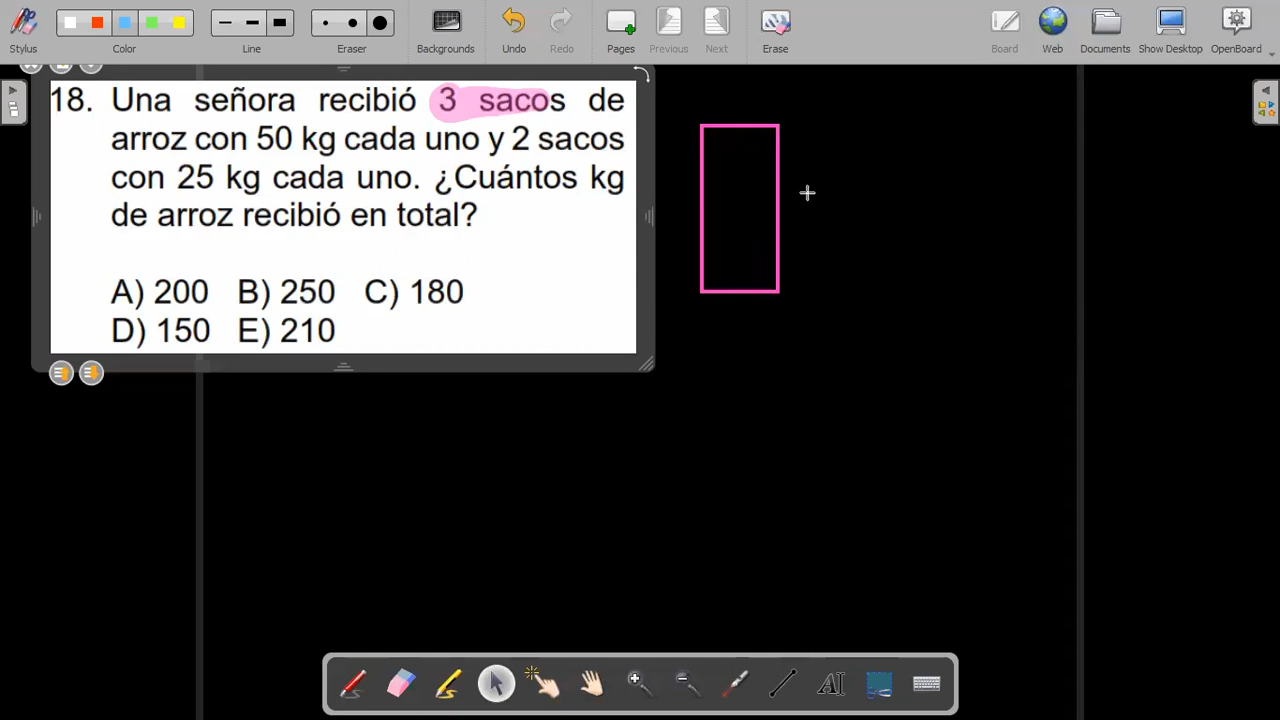 Stylus Color Line Eraser Backgrounds Undo Redo Pages Previous Next Erase Board Web Documents Show Desktop OpenBoard
18. Una señora recibió 3 sacos de
arroz con 50 kg cada uno y 2 sacos
con 25 kg cada uno. ¿Cuántos kg
de arroz recibió en total?
A) 200 B) 250 C) 180
D) 150 E) 210
AI